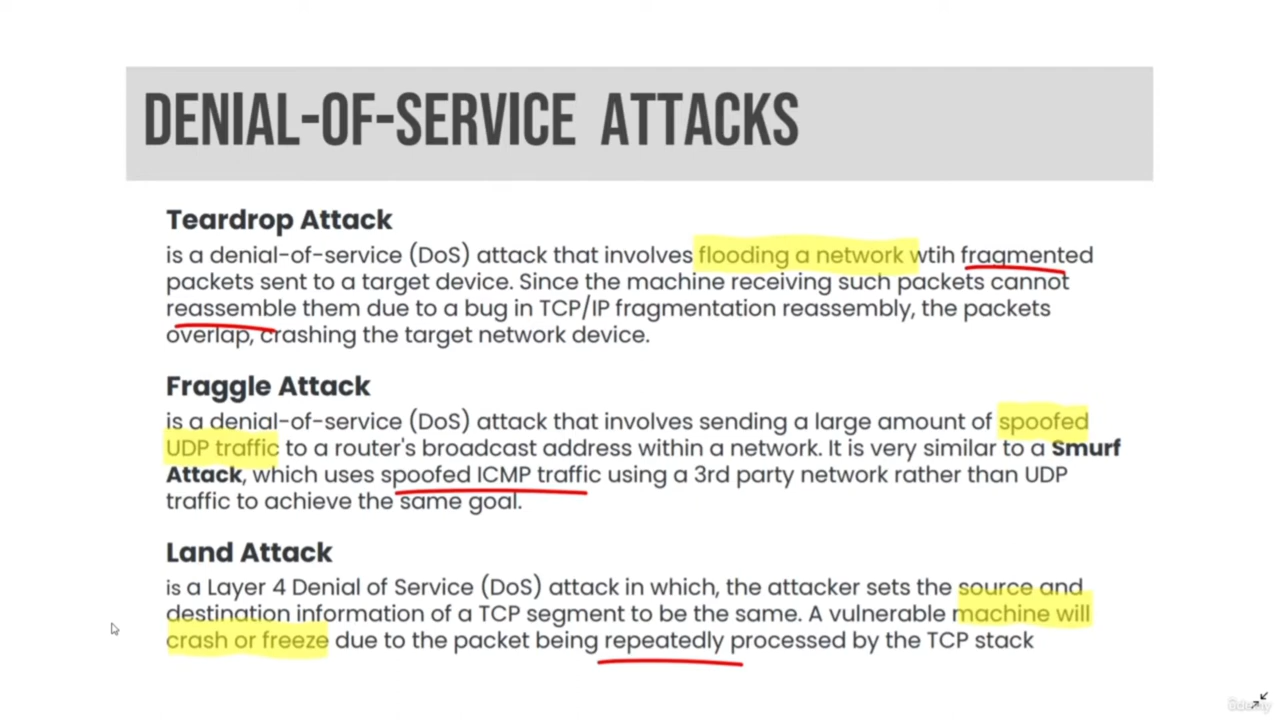 DENIAL-OF-SERVICE ATTACKS
Teardrop Attack
is a denial-of-service (DoS) attack that involves flooding a network wtih fragmented
packets sent to a target device. Since the machine receiving such packets cannot
reassemble them due to a bug in TCP/IP fragmentation reassembly, the packets
overlap, crashing the target network device.
Fraggle Attack
is a denial-of-service (DoS) attack that involves sending a large amount of spoofed
UDP traffic to a router's broadcast address within a network. It is very similar to a Smurf
Attack, which uses spoofed ICMP traffic using a 3rd party network rather than UDP
traffic to achieve the same goal.
Land Attack
is a Layer 4 Denial of Service (DoS) attack in which, the attacker sets the source and
destination information of a TCP segment to be the same. A vulnerable machine will
crash or freeze due to the packet being repeatedly processed by the TCP stack